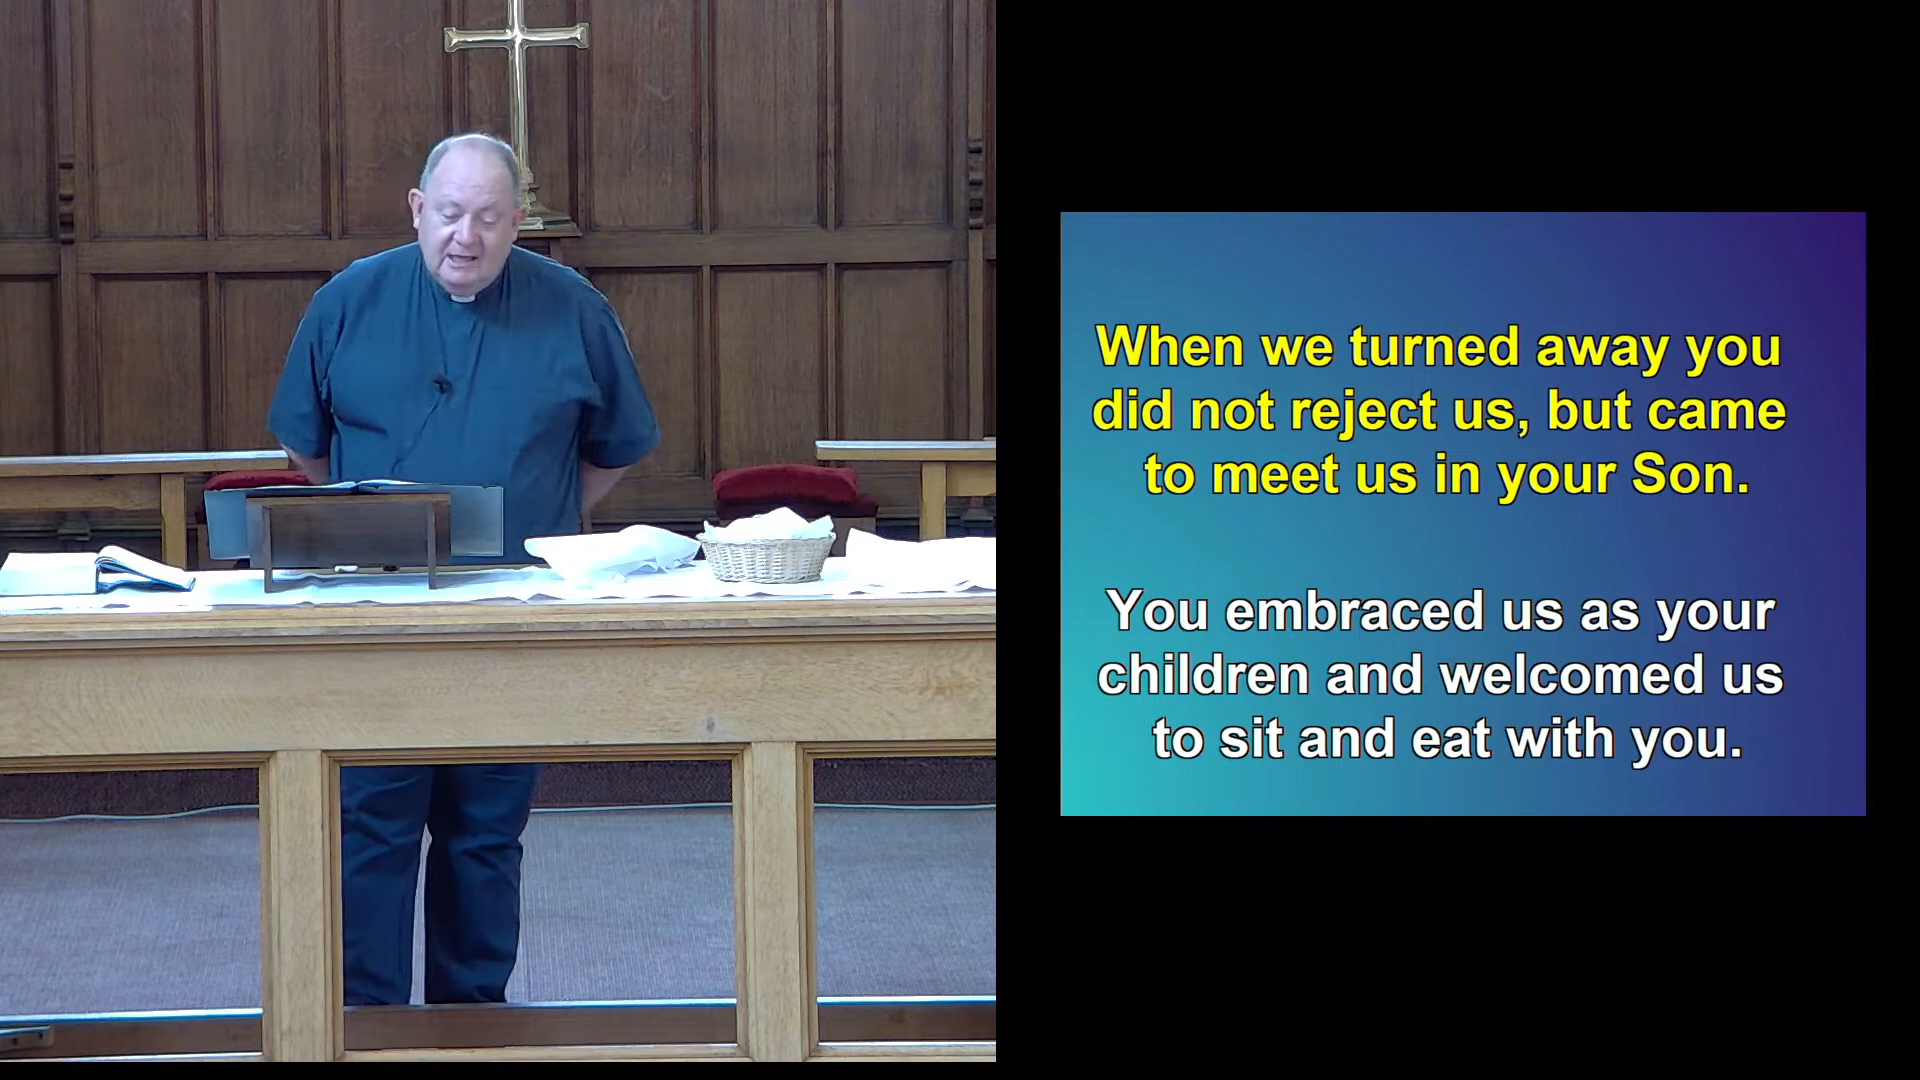 When we turned away you
did not reject us, but came
to meet us in your Son.
You embraced us as your
children and welcomed us
to sit and eat with you.